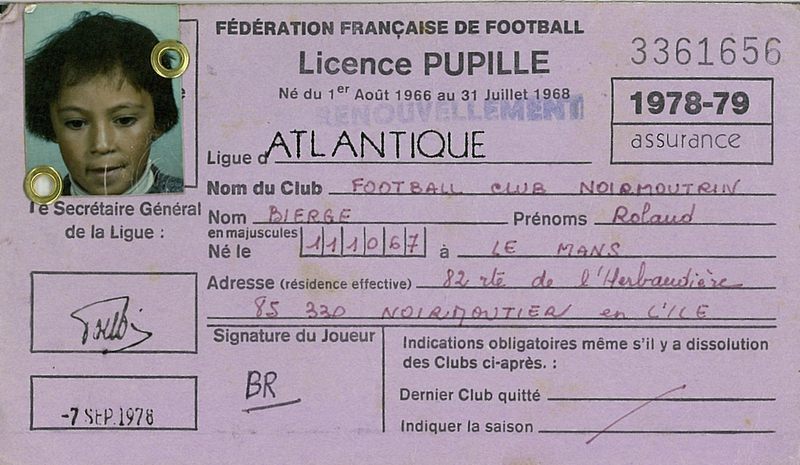 FÉDÉRATION FRANÇAISE DE FOOTBALL
Licence PUPILLE
3361656
Né du 1er Août 1966 au 31 Juillet 1968
RENOUVELLEMENT
1978-79
assurance
Ligue d'ATLANTIQUE
Nom du Club FOOTBALL CLUB NOIRMOUTRIN
Le Secrétaire Général
de la Ligue :
Nom BIERGE Prénoms Roland
en majuscules
Né le 111067 à LE MANS
Adresse (résidence effective) 82 rte de l'Herbaudière
85 330 NOIRMOUTIER en L'ILE
Signature du Joueur
BR
Indications obligatoires même s'il y a dissolution
des Clubs ci-après. :
Dernier Club quitté
Indiquer la saison
-7 SEP. 1978